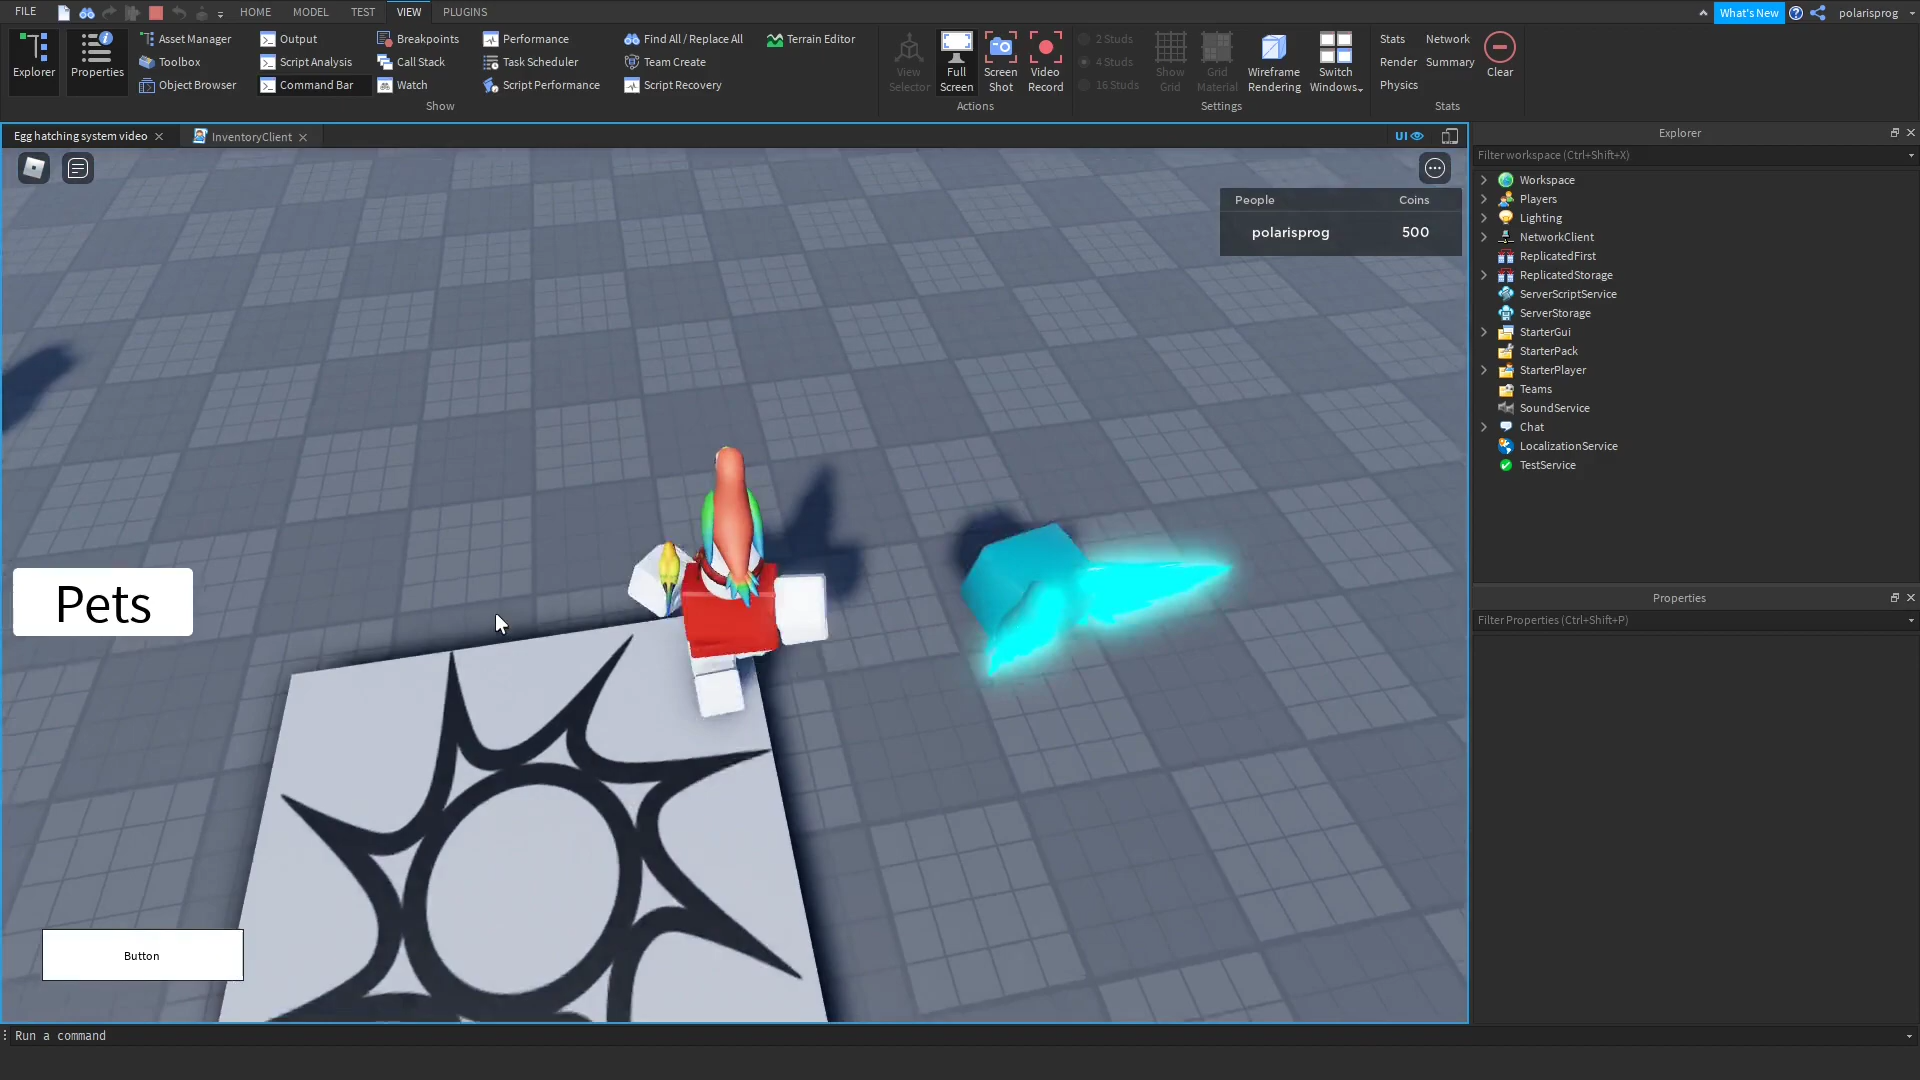 FILE HOME MODEL TEST VIEW PLUGINS What's New polarisprog
Explorer
Properties
Asset Manager
Toolbox
Object Browser
Output
Script Analysis
Command Bar
Breakpoints
Call Stack
Watch
Performance
Task Scheduler
Script Performance
Find All / Replace All
Team Create
Script Recovery
Terrain Editor
Show
View
Selector
Full
Screen
Screen
Shot
Video
Record
Actions
2 Studs
4 Studs
16 Studs
Show
Grid
Grid
Material
Wireframe
Rendering
Switch
Windows
Settings
Stats
Render
Physics
Network
Summary
Clear
Stats
Egg hatching system video
InventoryClient
UI
People Coins
polarisprog 500
Pets
Button
Explorer
Filter workspace (Ctrl+Shift+X)
Workspace
Players
Lighting
NetworkClient
ReplicatedFirst
ReplicatedStorage
ServerScriptService
ServerStorage
StarterGui
StarterPack
StarterPlayer
Teams
SoundService
Chat
LocalizationService
TestService
Properties
Filter Properties (Ctrl+Shift+P)
Run a command